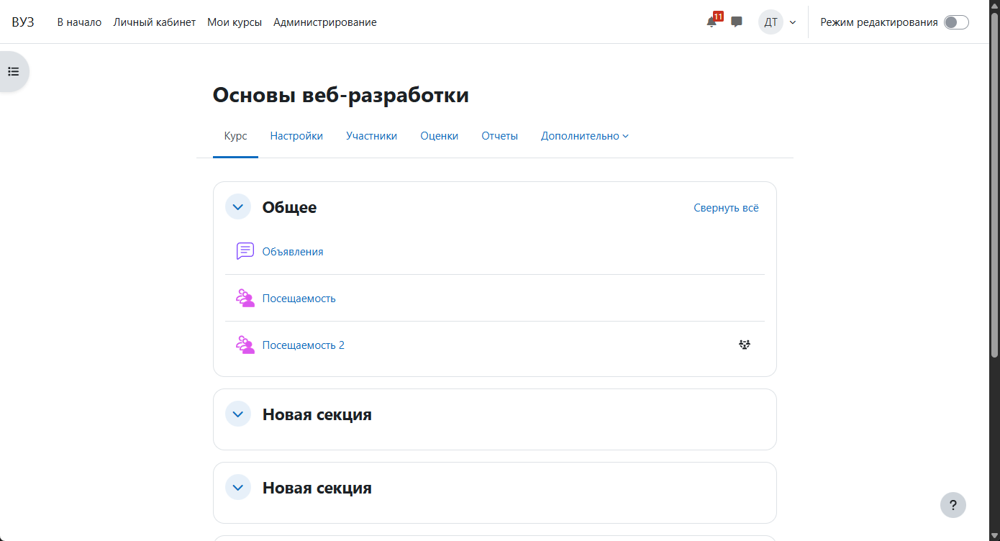 ВУЗ В начало Личный кабинет Мои курсы Администрирование 11 ДТ Режим редактирования
Основы веб-разработки
Курс Настройки Участники Оценки Отчеты Дополнительно
Общее Свернуть всё
Объявления
Посещаемость
Посещаемость 2
Новая секция
Новая секция
?